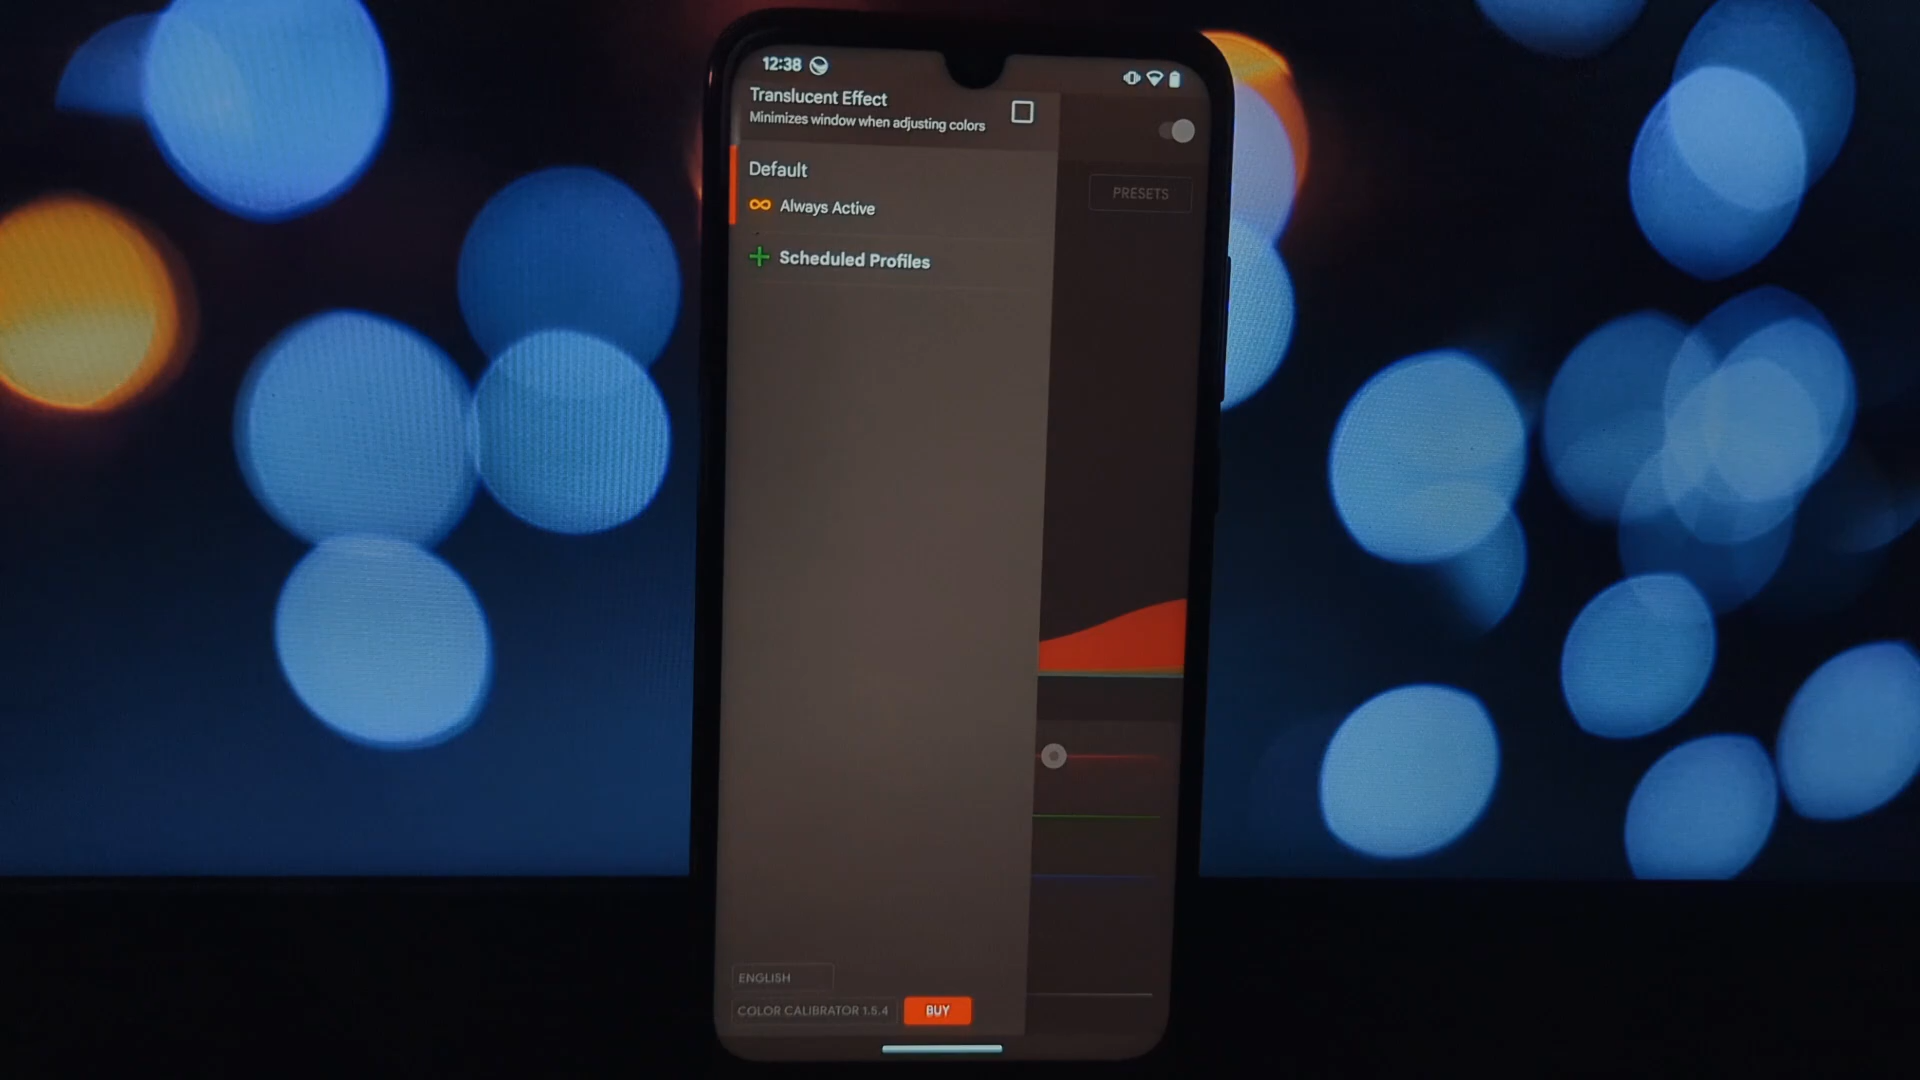 12:38
Translucent Effect
Minimizes window when adjusting colors
PRESETS
Default
Always Active
Scheduled Profiles
ENGLISH
COLOR CALIBRATOR 1.5.4
BUY